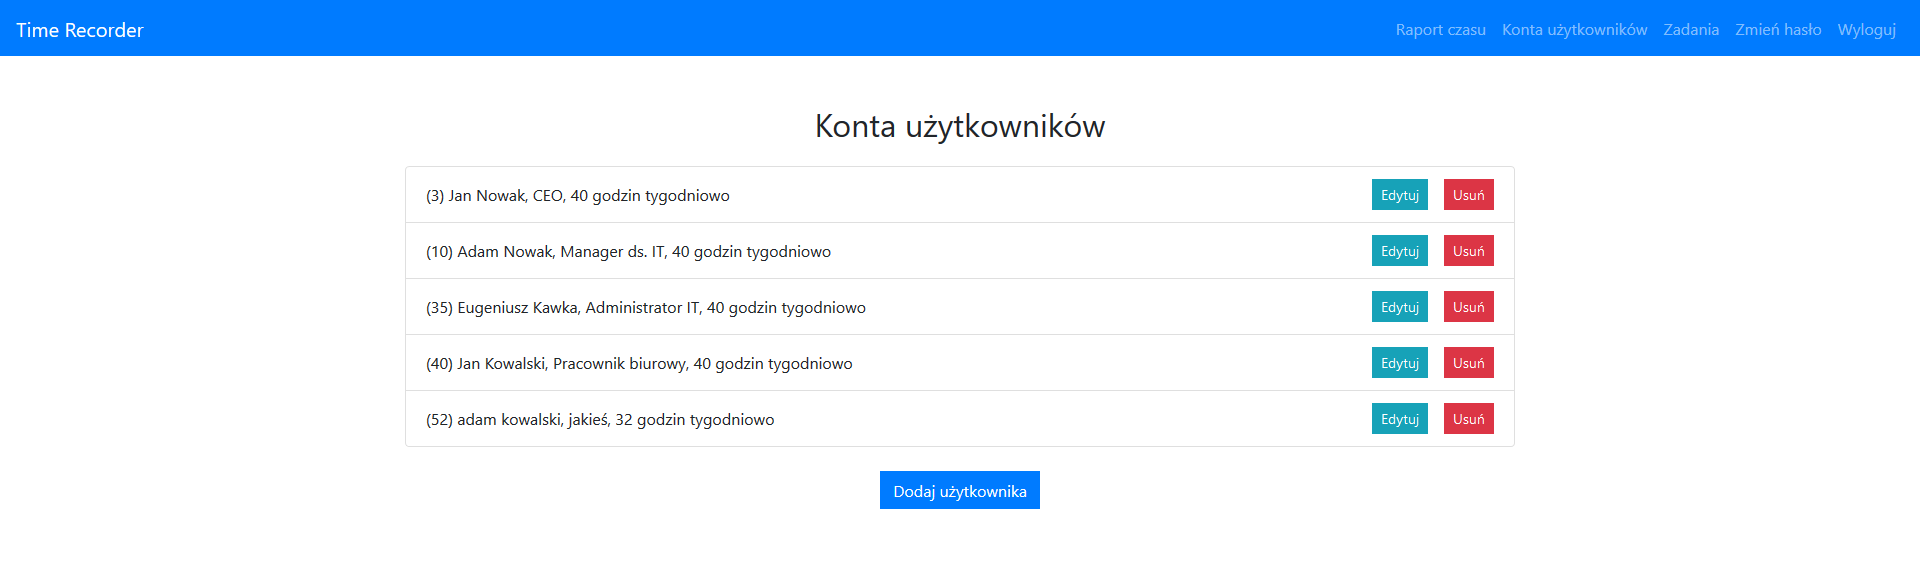 Time Recorder Raport czasu Konta użytkowników Zadania Zmień hasło Wyloguj
Konta użytkowników
(3) Jan Nowak, CEO, 40 godzin tygodniowo Edytuj Usuń
(10) Adam Nowak, Manager ds. IT, 40 godzin tygodniowo Edytuj Usuń
(35) Eugeniusz Kawka, Administrator IT, 40 godzin tygodniowo Edytuj Usuń
(40) Jan Kowalski, Pracownik biurowy, 40 godzin tygodniowo Edytuj Usuń
(52) adam kowalski, jakieś, 32 godzin tygodniowo Edytuj Usuń
Dodaj użytkownika